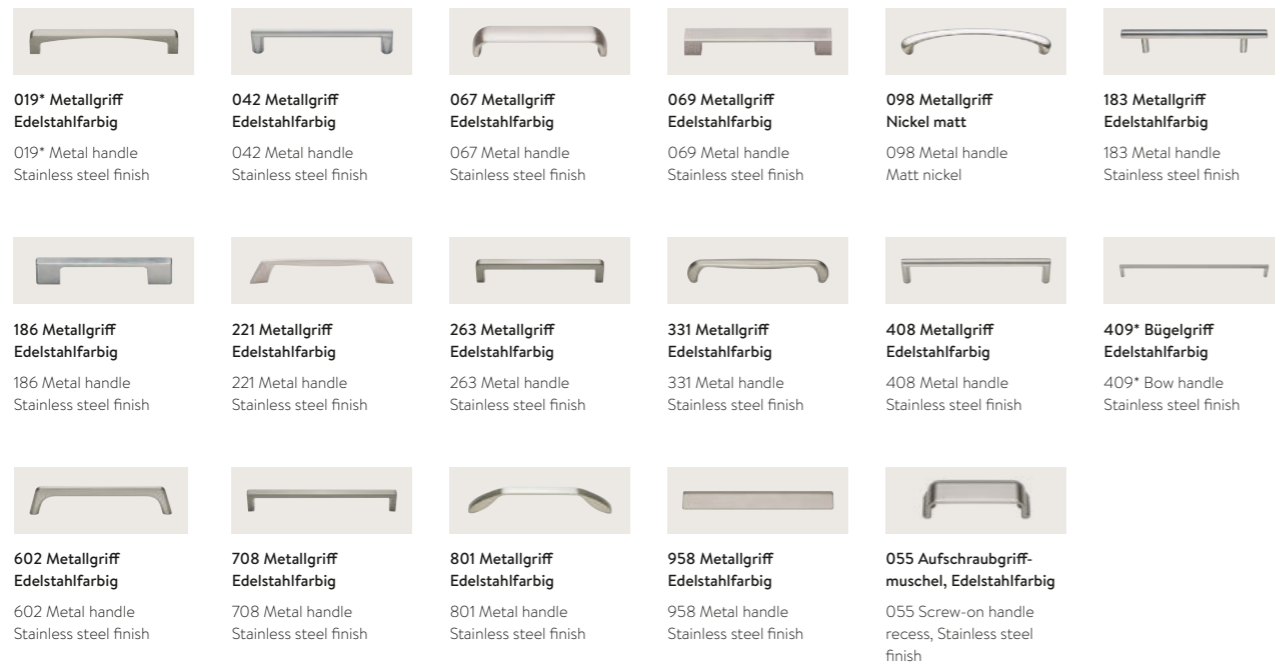 019* Metallgriff
Edelstahlfarbig
019* Metal handle
Stainless steel finish
042 Metallgriff
Edelstahlfarbig
042 Metal handle
Stainless steel finish
067 Metallgriff
Edelstahlfarbig
067 Metal handle
Stainless steel finish
069 Metallgriff
Edelstahlfarbig
069 Metal handle
Stainless steel finish
098 Metallgriff
Nickel matt
098 Metal handle
Matt nickel
183 Metallgriff
Edelstahlfarbig
183 Metal handle
Stainless steel finish
186 Metallgriff
Edelstahlfarbig
186 Metal handle
Stainless steel finish
221 Metallgriff
Edelstahlfarbig
221 Metal handle
Stainless steel finish
263 Metallgriff
Edelstahlfarbig
263 Metal handle
Stainless steel finish
331 Metallgriff
Edelstahlfarbig
331 Metal handle
Stainless steel finish
408 Metallgriff
Edelstahlfarbig
408 Metal handle
Stainless steel finish
409* Bügelgriff
Edelstahlfarbig
409* Bow handle
Stainless steel finish
602 Metallgriff
Edelstahlfarbig
602 Metal handle
Stainless steel finish
708 Metallgriff
Edelstahlfarbig
708 Metal handle
Stainless steel finish
801 Metallgriff
Edelstahlfarbig
801 Metal handle
Stainless steel finish
958 Metallgriff
Edelstahlfarbig
958 Metal handle
Stainless steel finish
055 Aufschraubgriff-
muschel, Edelstahlfarbig
055 Screw-on handle
recess, Stainless steel
finish